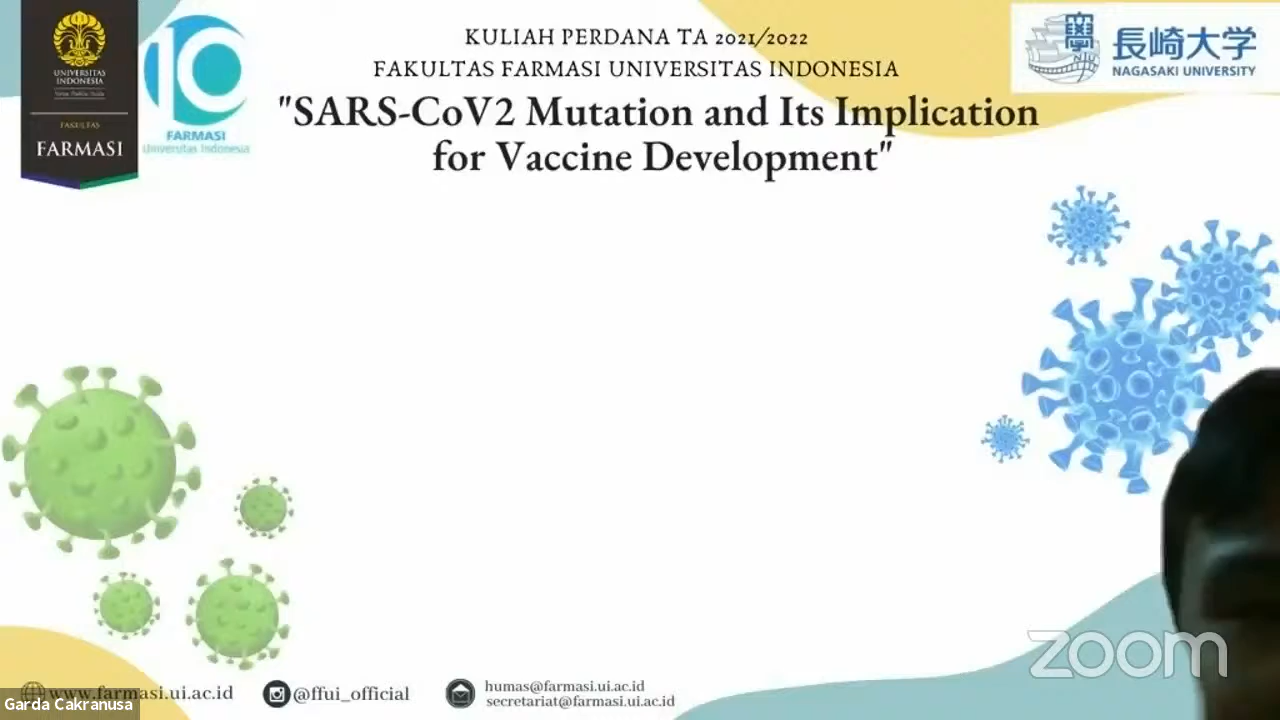 UNIVERSITAS
INDONESIA
FAKULTAS
FARMASI
10
FARMASI
Universitas Indonesia
KULIAH PERDANA TA 2021/2022
FAKULTAS FARMASI UNIVERSITAS INDONESIA
"SARS-CoV2 Mutation and Its Implication
for Vaccine Development"
長崎大学
NAGASAKI UNIVERSITY
zoom
www.farmasi.ui.ac.id
@ffui_official
humas@farmasi.ui.ac.id
secretariat@farmasi.ui.ac.id
Garda Cakranusa